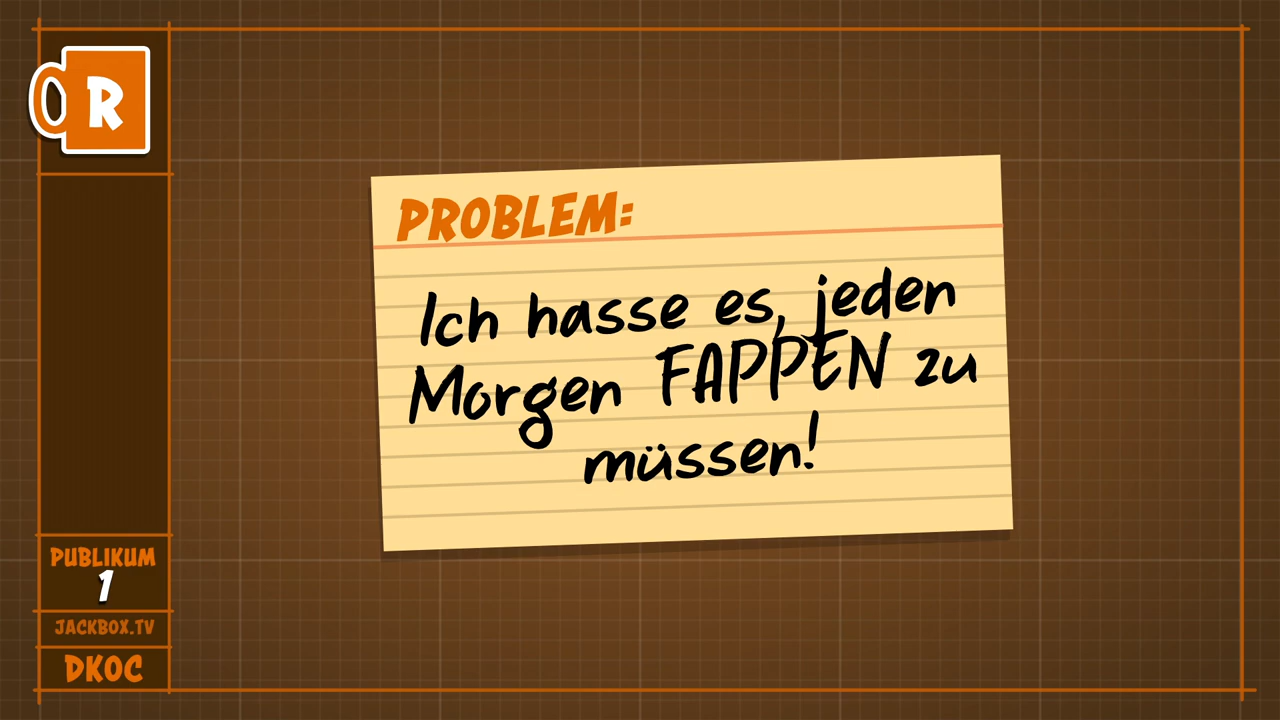 R
PROBLEM:
Ich hasse es, jeden
Morgen FAPPEN zu
müssen!
PUBLIKUM
1
JACKBOX.TV
DKOC